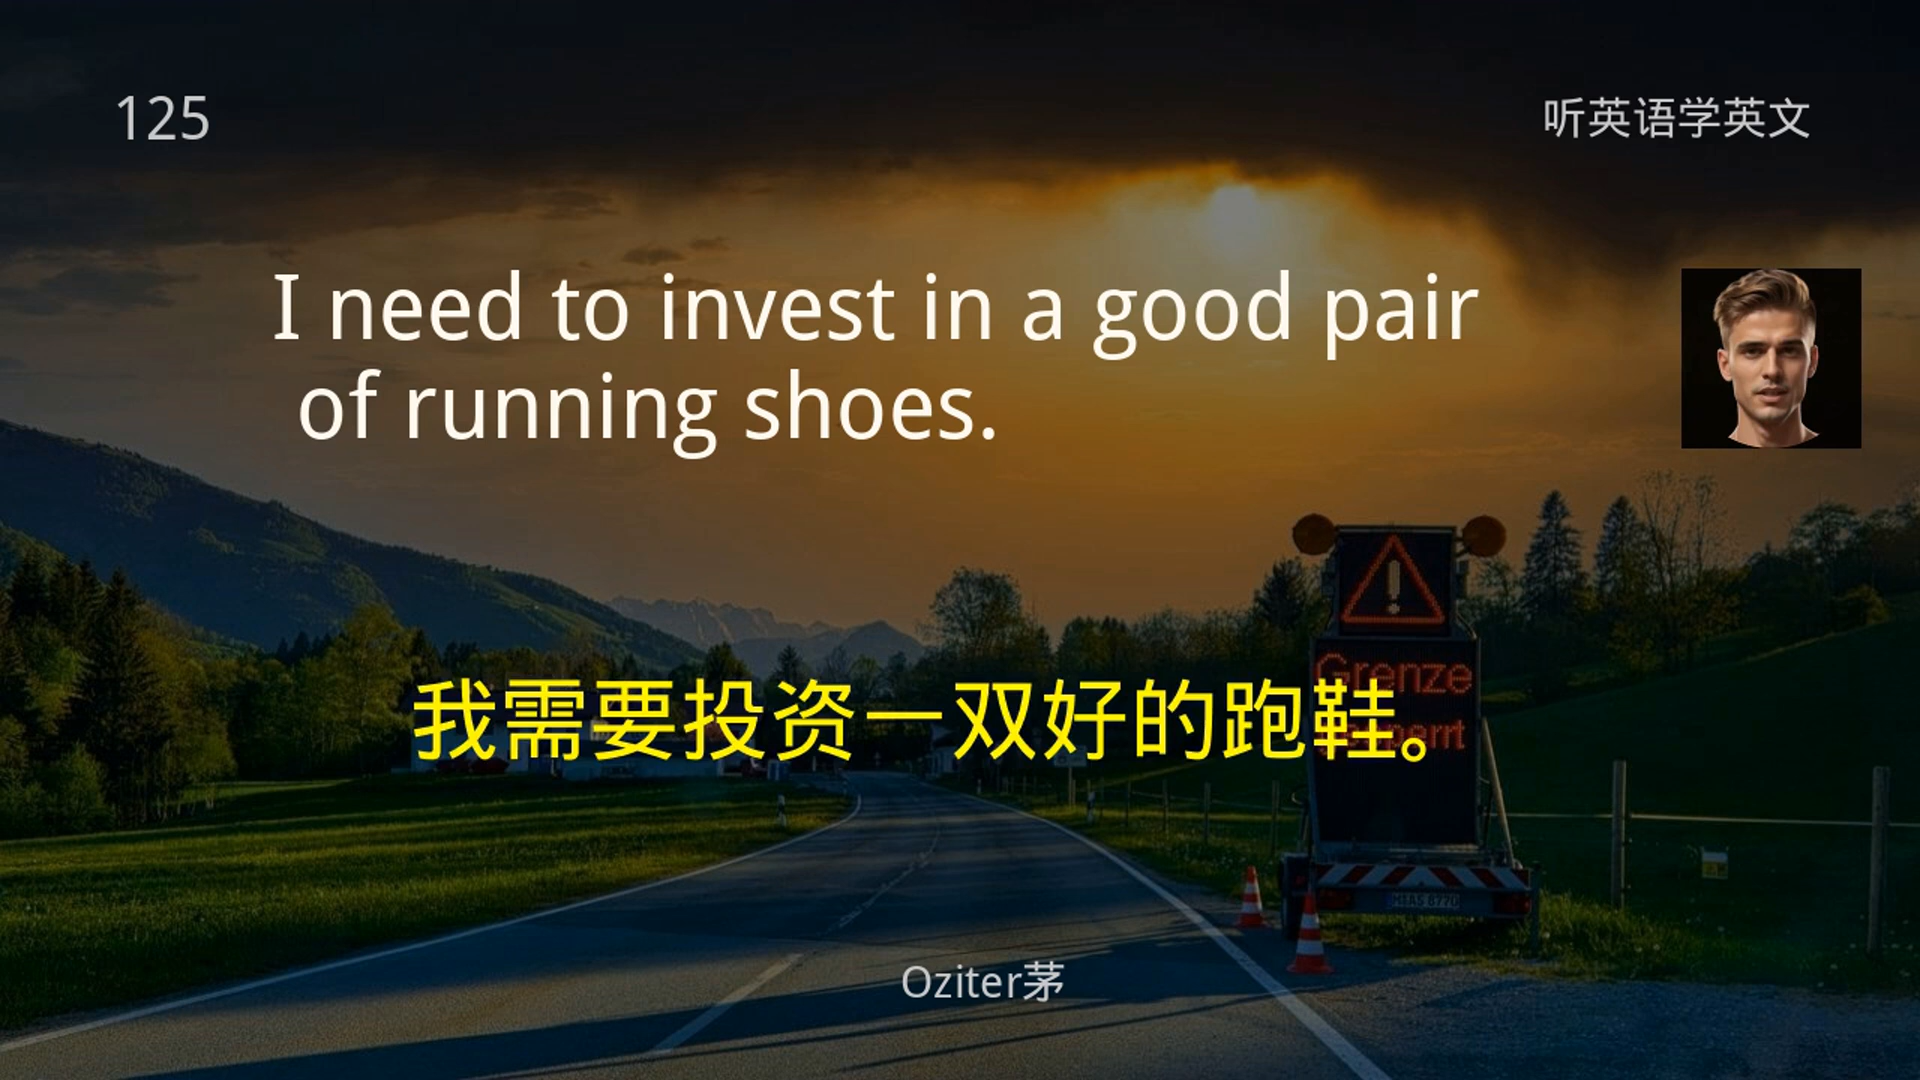 125
听英语学英文
I need to invest in a good pair
of running shoes.
Grenze
我需要投资一双好的跑鞋。
Oziter茅